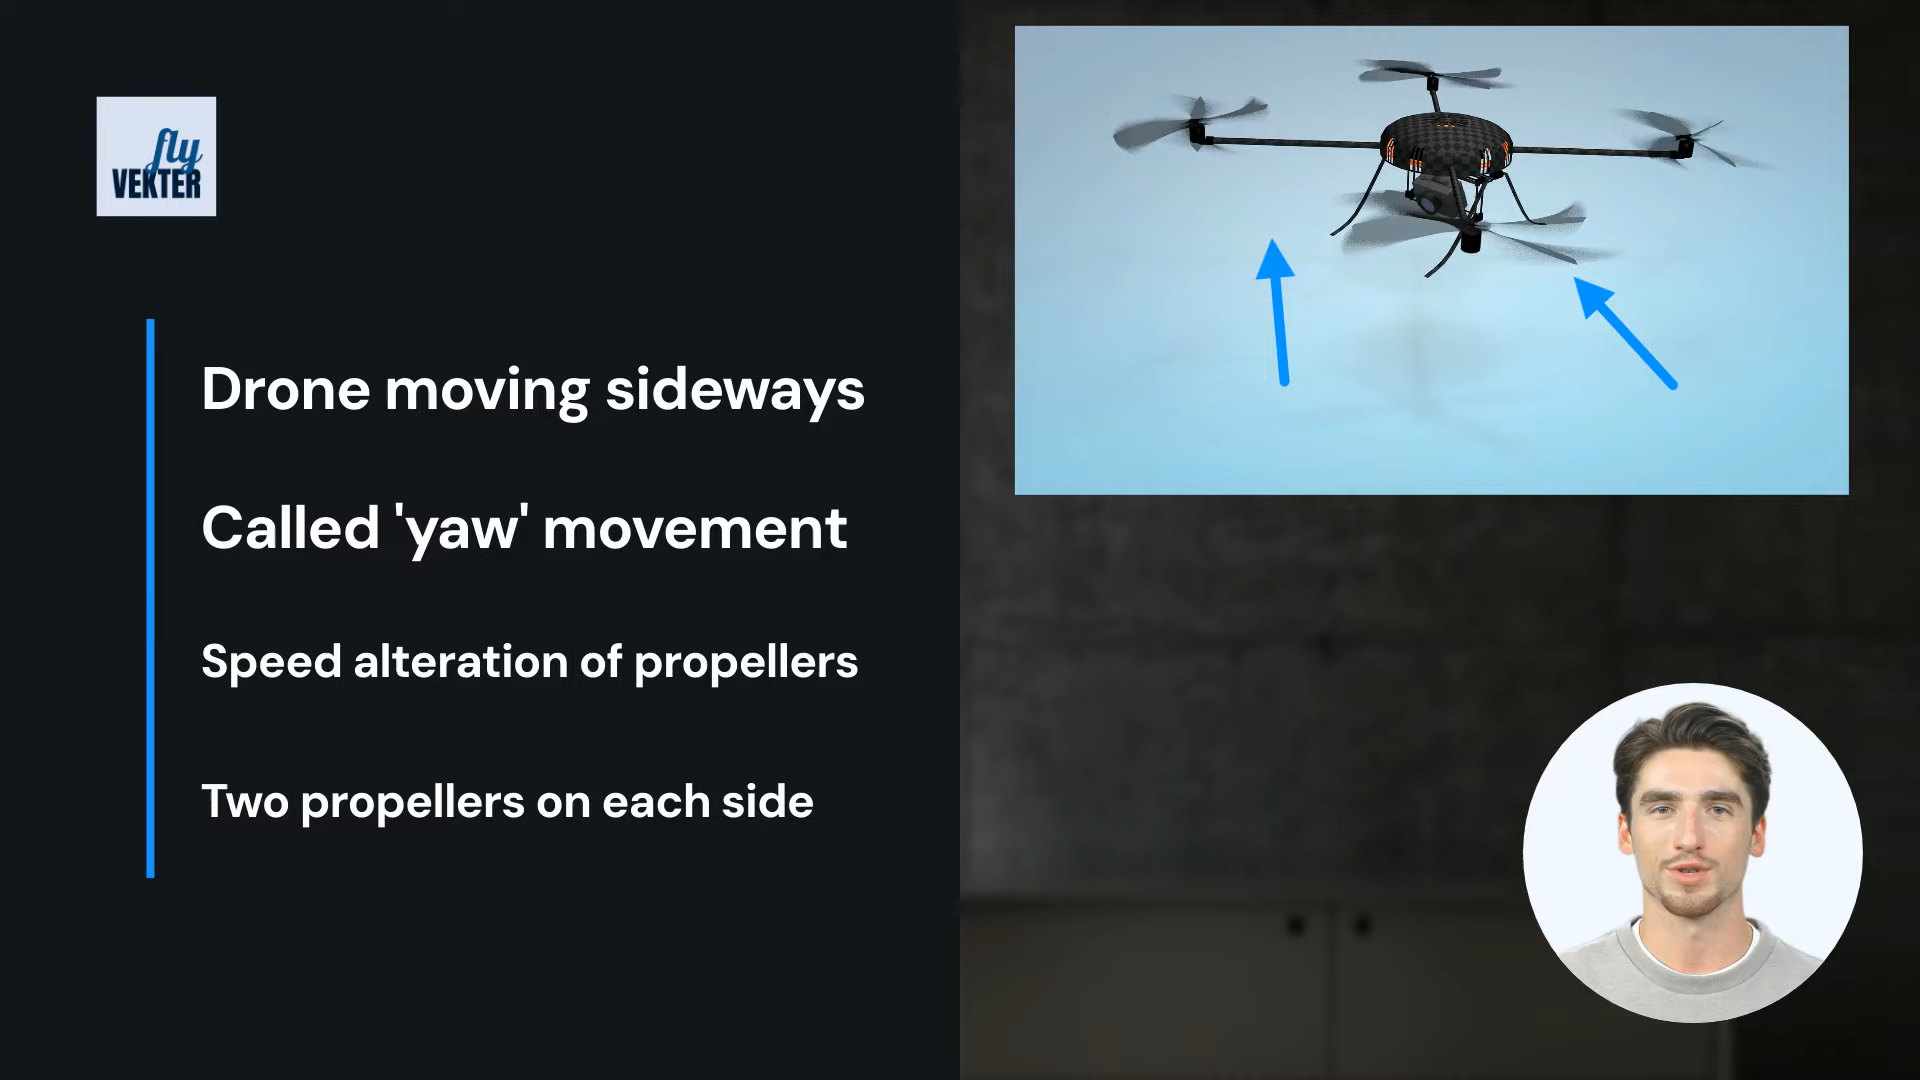 fly
VEKTER
Drone moving sideways
Called 'yaw' movement
Speed alteration of propellers
Two propellers on each side